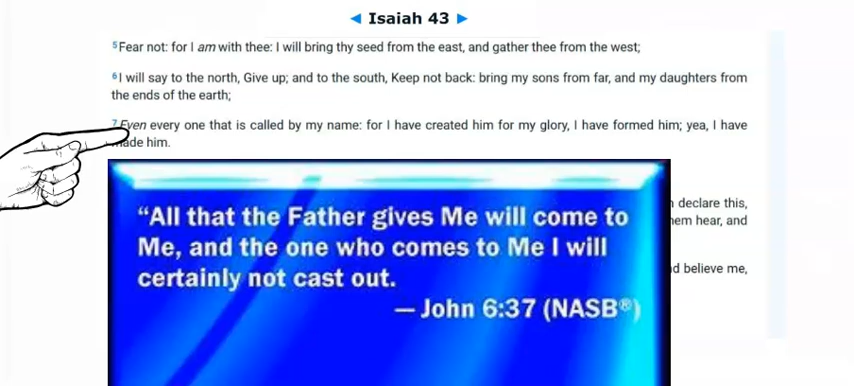 ◄ Isaiah 43 ►
5 Fear not: for I am with thee: I will bring thy seed from the east, and gather thee from the west;
6 I will say to the north, Give up; and to the south, Keep not back: bring my sons from far, and my daughters from
the ends of the earth;
7 Even every one that is called by my name: for I have created him for my glory, I have formed him; yea, I have
him.
declare this,
hear, and
believe me,
“All that the Father gives Me will come to
Me, and the one who comes to Me I will
certainly not cast out.
— John 6:37 (NASB®)